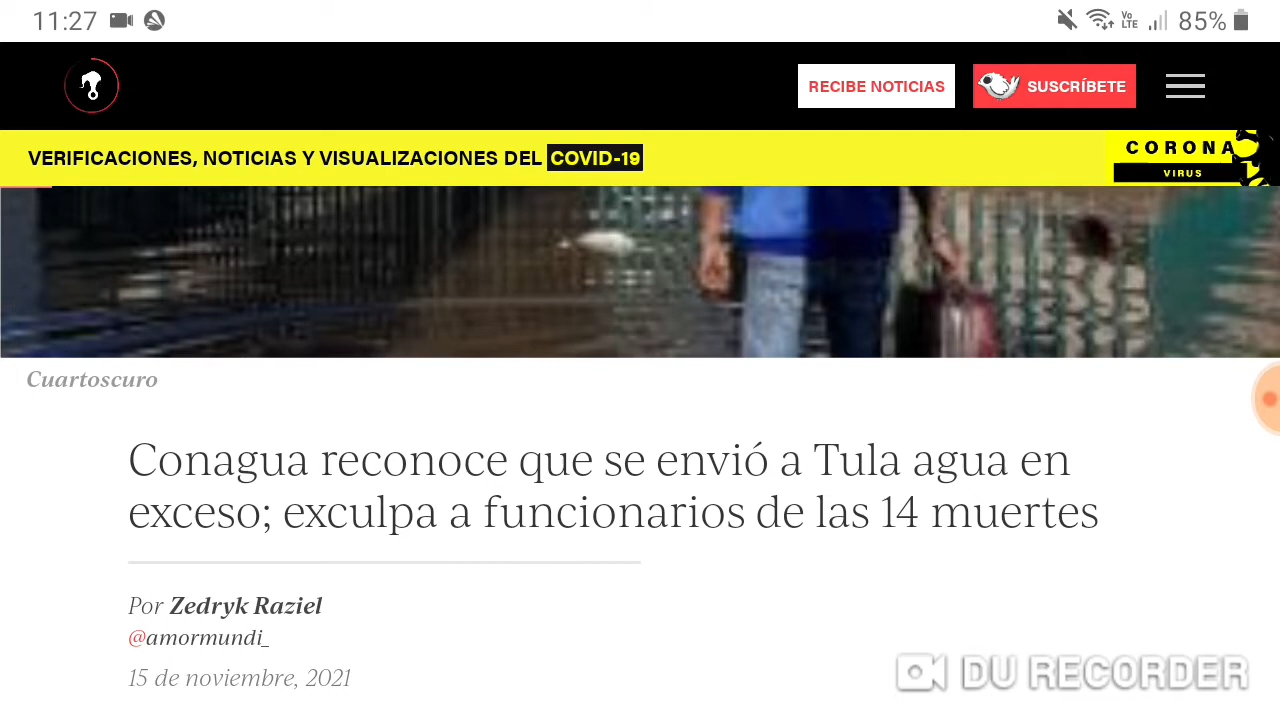 11:27
Vo
LTE
85%
RECIBE NOTICIAS
SUSCRÍBETE
VERIFICACIONES, NOTICIAS Y VISUALIZACIONES DEL COVID-19
CORONA
VIRUS
Cuartoscuro
Conagua reconoce que se envió a Tula agua en
exceso; exculpa a funcionarios de las 14 muertes
Por Zedryk Raziel
@amormundi_
15 de noviembre, 2021
DU RECORDER